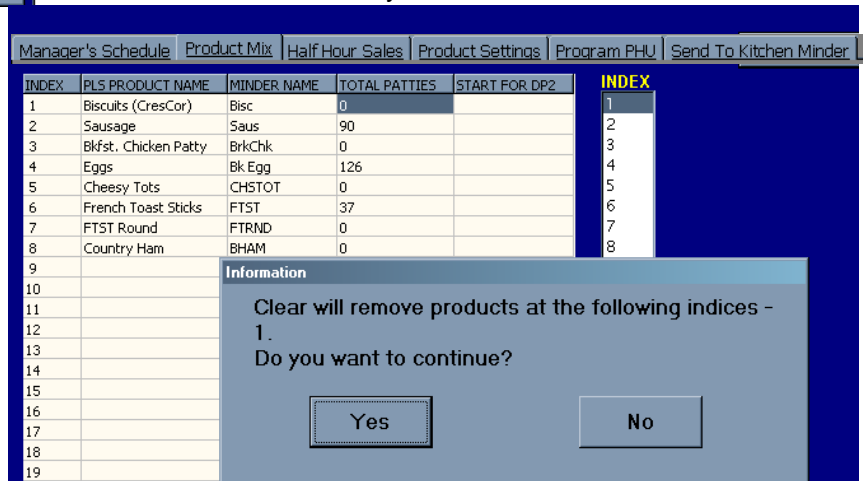 Manager's Schedule Product Mix Half Hour Sales Product Settings Program PHU Send To Kitchen Minder
INDEX PLS PRODUCT NAME MINDER NAME TOTAL PATTIES START FOR DP2 INDEX
1 Biscuits (CresCor) Bisc 0 1
2 Sausage Saus 90 2
3 Bkfst. Chicken Patty BrkChk 0 3
4 Eggs Bk Egg 126 4
5 Cheesy Tots CHSTOT 0 5
6 French Toast Sticks FTST 37 6
7 FTST Round FTRND 0 7
8 Country Ham BHAM 0 8
9
10
11
12
13
14
15
16
17
18
19
Information
Clear will remove products at the following indices -
1.
Do you want to continue?
Yes No